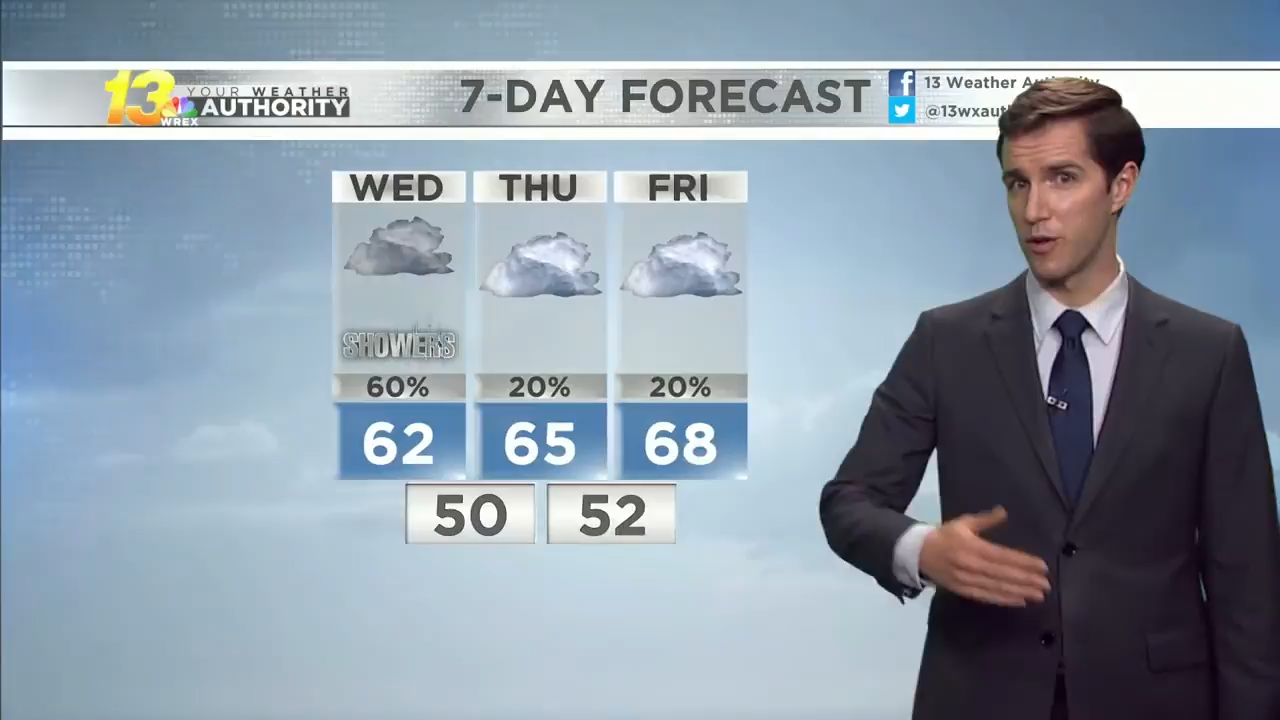 13
WREX
YOUR WEATHER
AUTHORITY
7-DAY FORECAST
f
13 Weather
@13wxaut
WED THU FRI
SHOWERS
60% 20% 20%
62 65 68
50 52